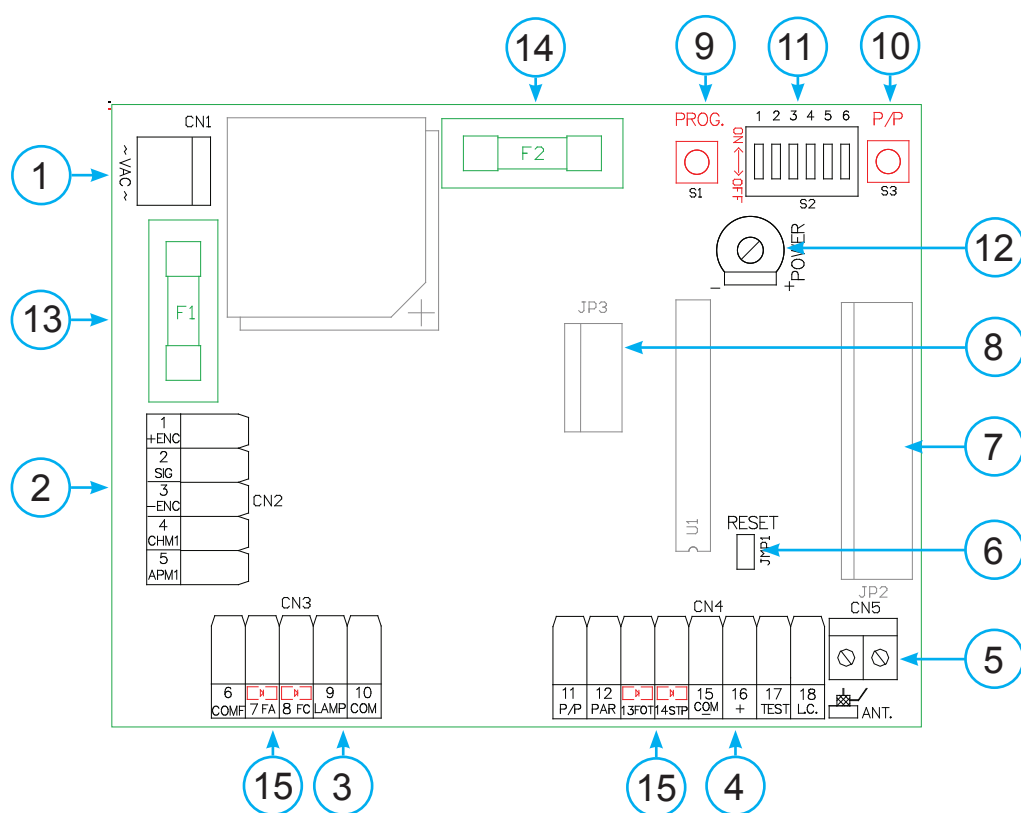 14 9 11 10
CN1
~VAC~
1
F2
PROG.
S1
1 2 3 4 5 6
ON ←→ OFF
S2
P/P
S3
POWER
- +
12
F1
13
JP3
8
7
1
+ENC
2
SIG
3
-ENC
4
CHM1
5
APM1
CN2
2
U1
RESET
JMP1
6
JP2
CN3
6
COMF
7 FA
8 FC
9
LAMP
10
COM
CN4
11
P/P
12
PAR
13FOT
14STP
15
COM
-
16
+
17
TEST
18
L.C.
CN5
ANT.
5
15 3 15 4